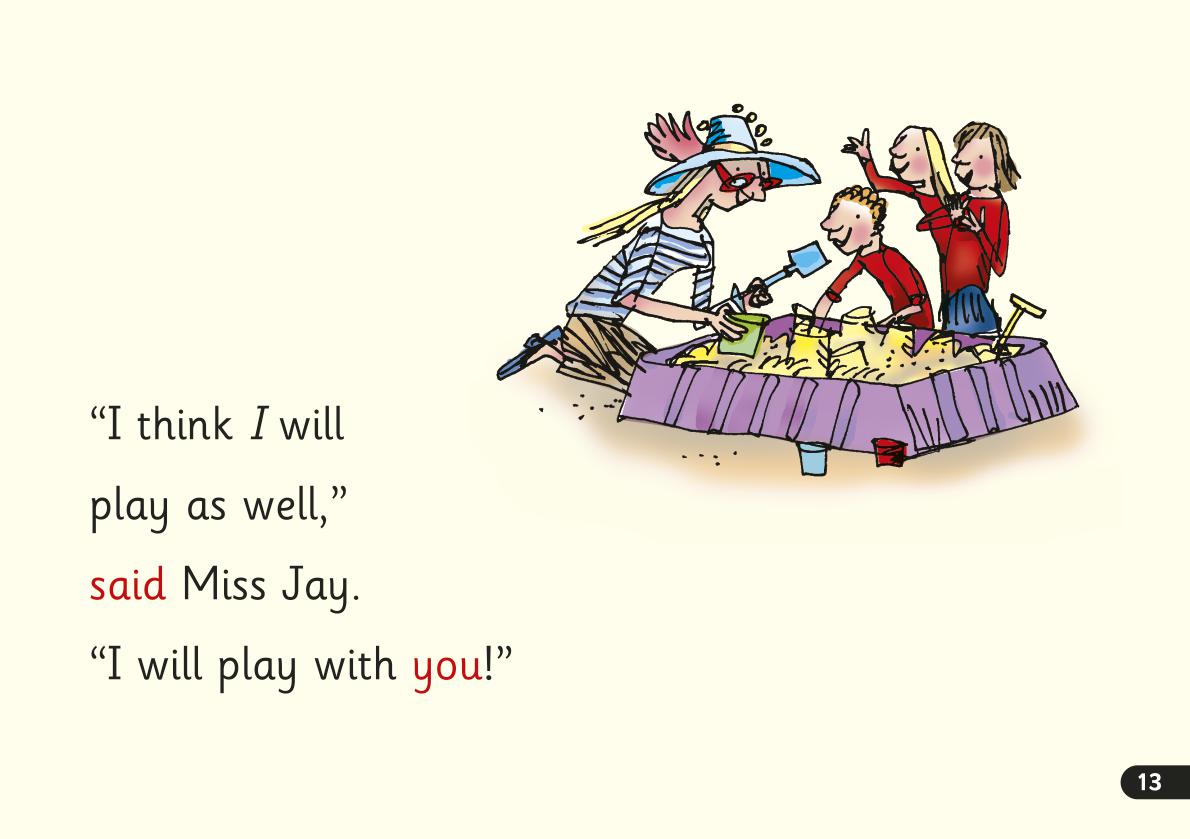 “I think I will
play as well,”
said Miss Jay.
“I will play with you!”
13